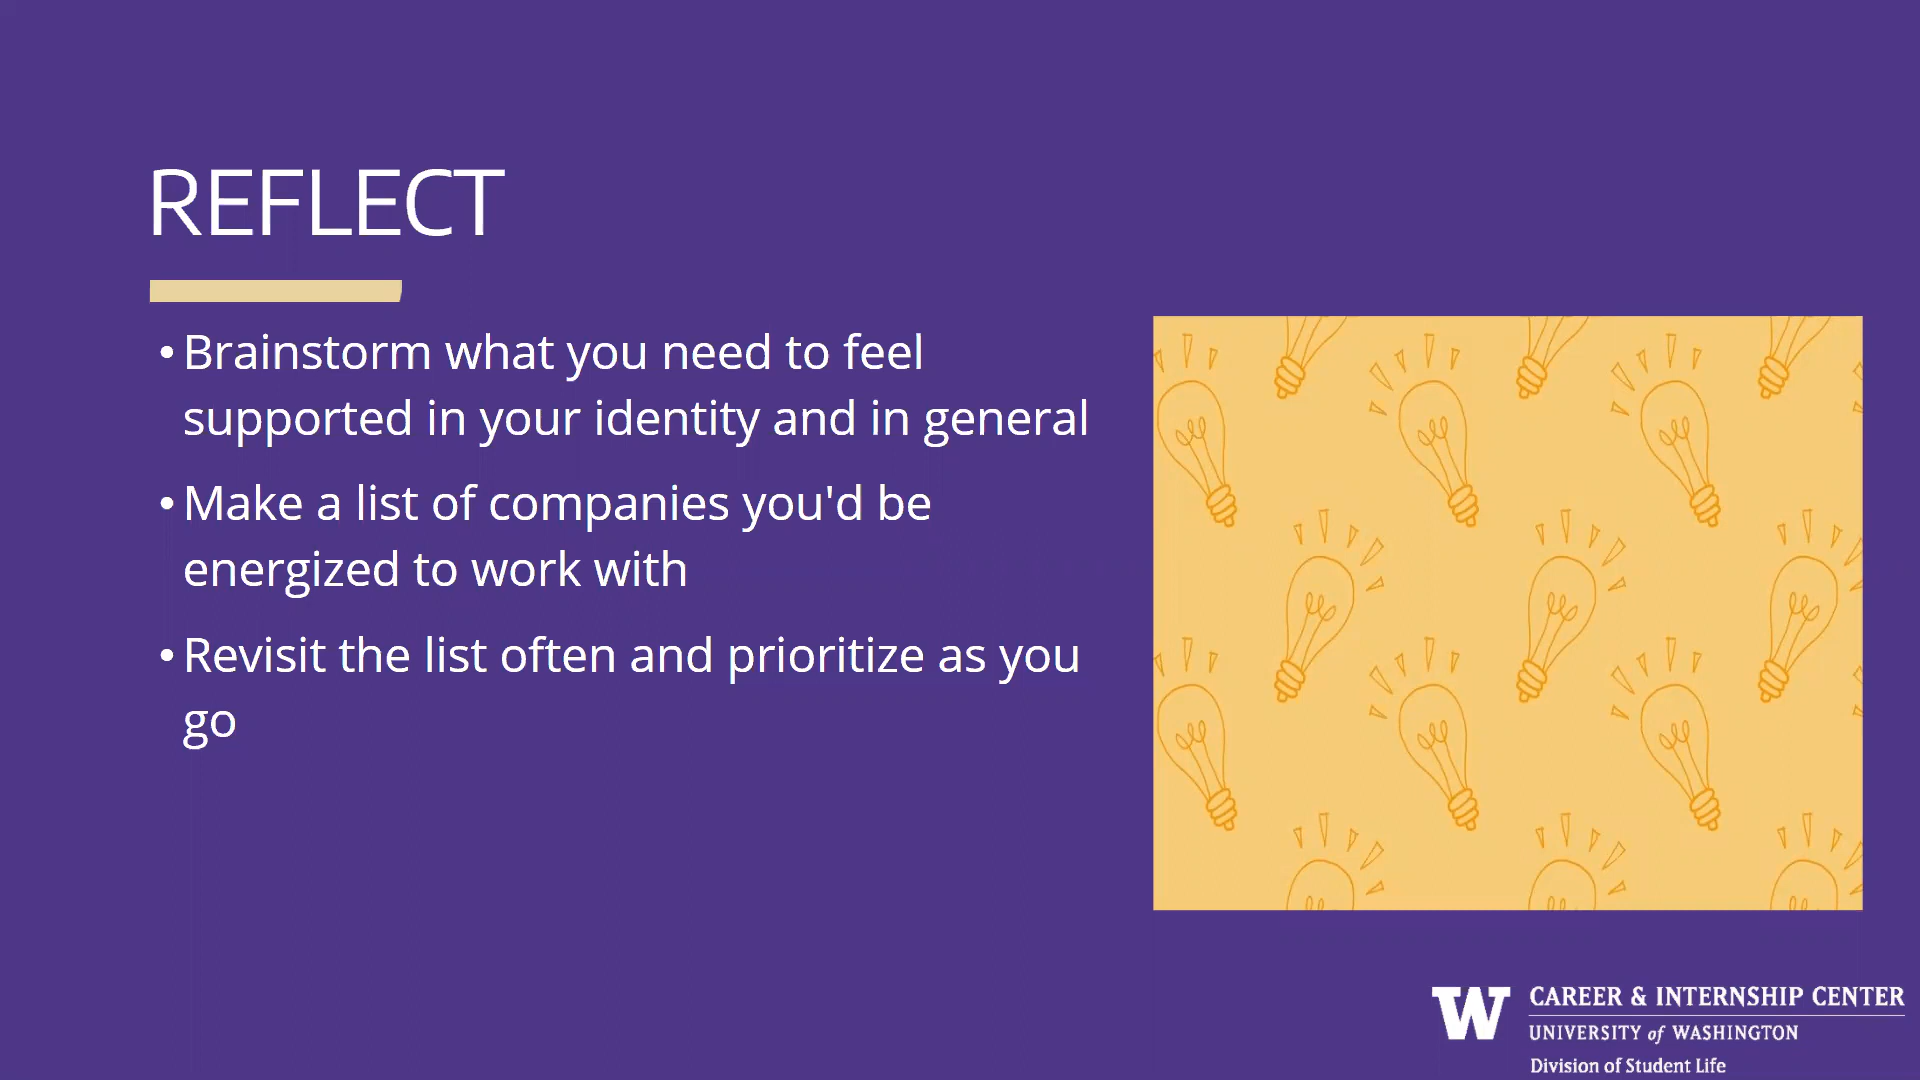 REFLECT
• Brainstorm what you need to feel
supported in your identity and in general
• Make a list of companies you'd be
energized to work with
• Revisit the list often and prioritize as you
go
W
CAREER & INTERNSHIP CENTER
UNIVERSITY of WASHINGTON
Division of Student Life